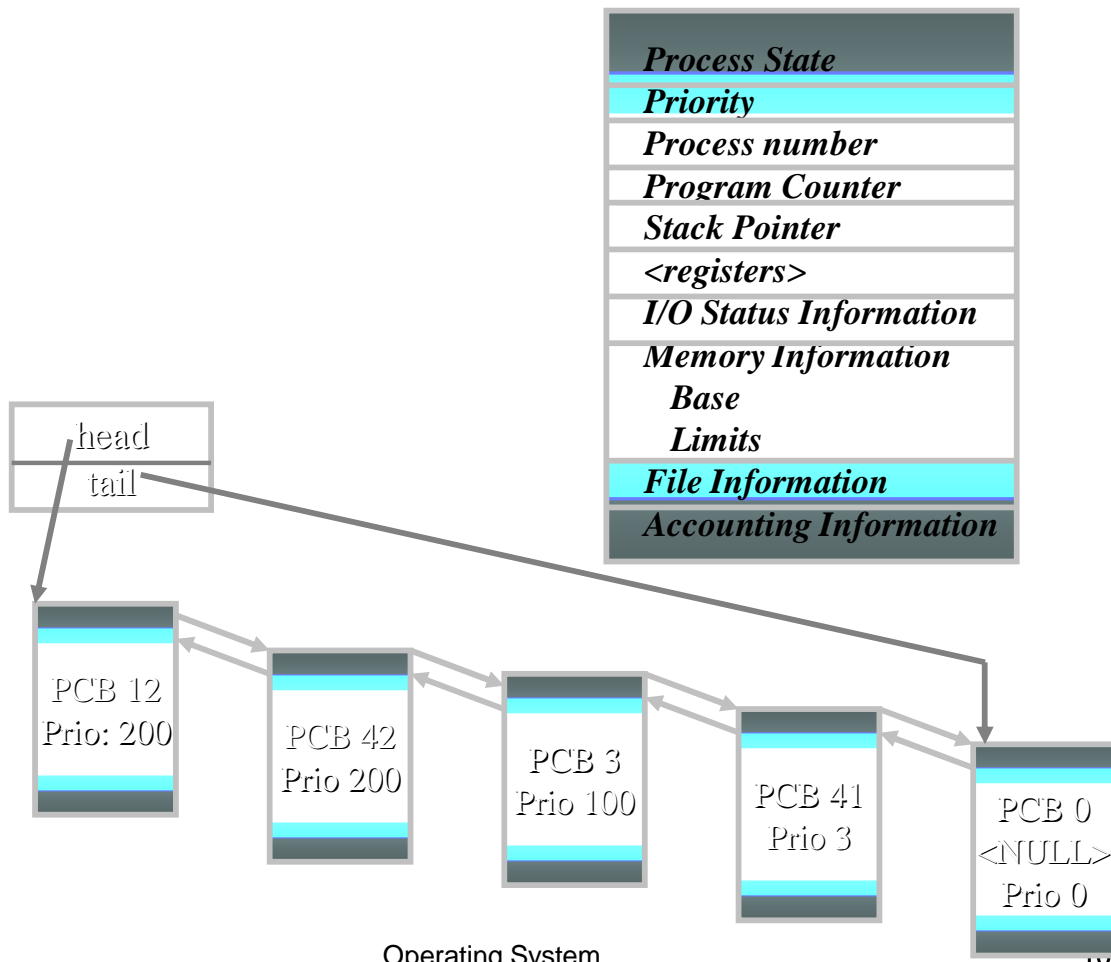 Process State
Priority
Process number
Program Counter
Stack Pointer
<registers>
I/O Status Information
Memory Information
Base
Limits
File Information
Accounting Information
head
tail
PCB 12
Prio: 200
PCB 42
Prio 200
PCB 3
Prio 100
PCB 41
Prio 3
PCB 0
<NULL>
Prio 0
Operating System